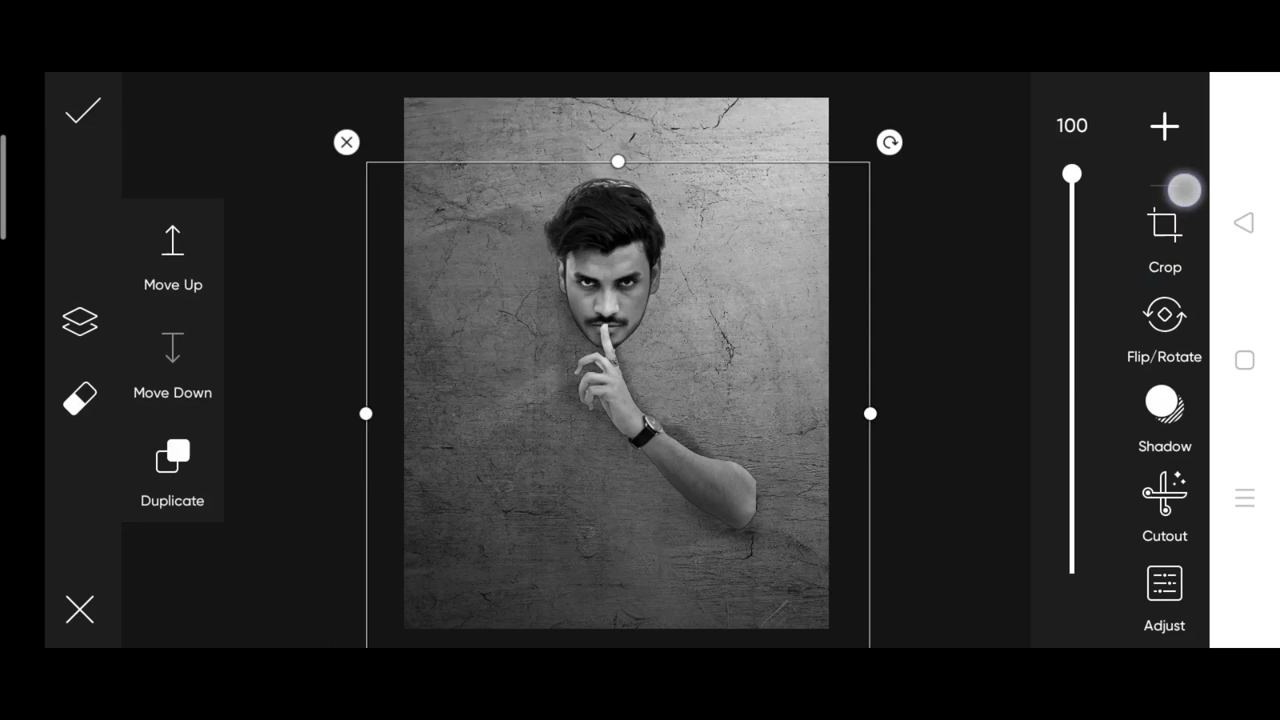 100
Move Up
Move Down
Duplicate
Crop
Flip/Rotate
Shadow
Cutout
Adjust